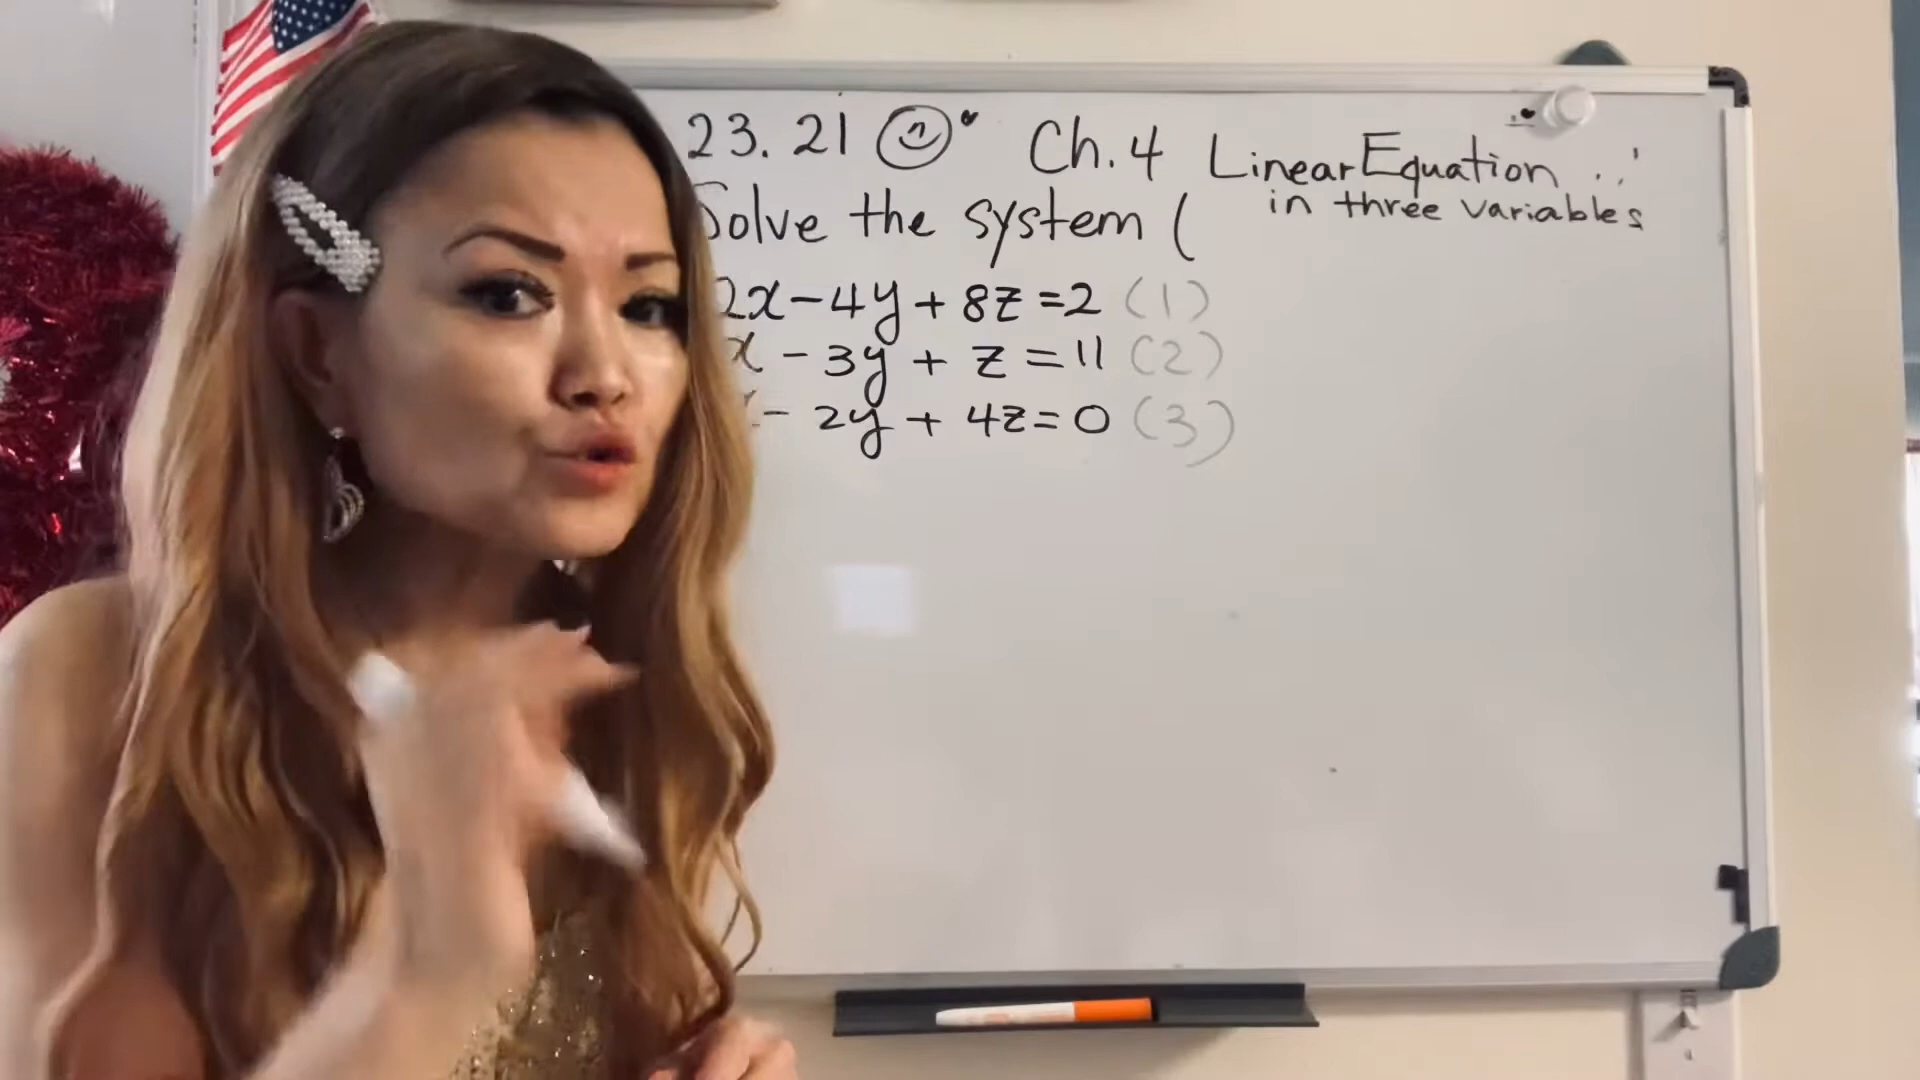 23.21 Ch.4 Linear Equation
in three variables
Solve the system (
2x-4y+8z=2 (1)
x - 3y + z = 11 (2)
- 2y + 4z = 0 (3)